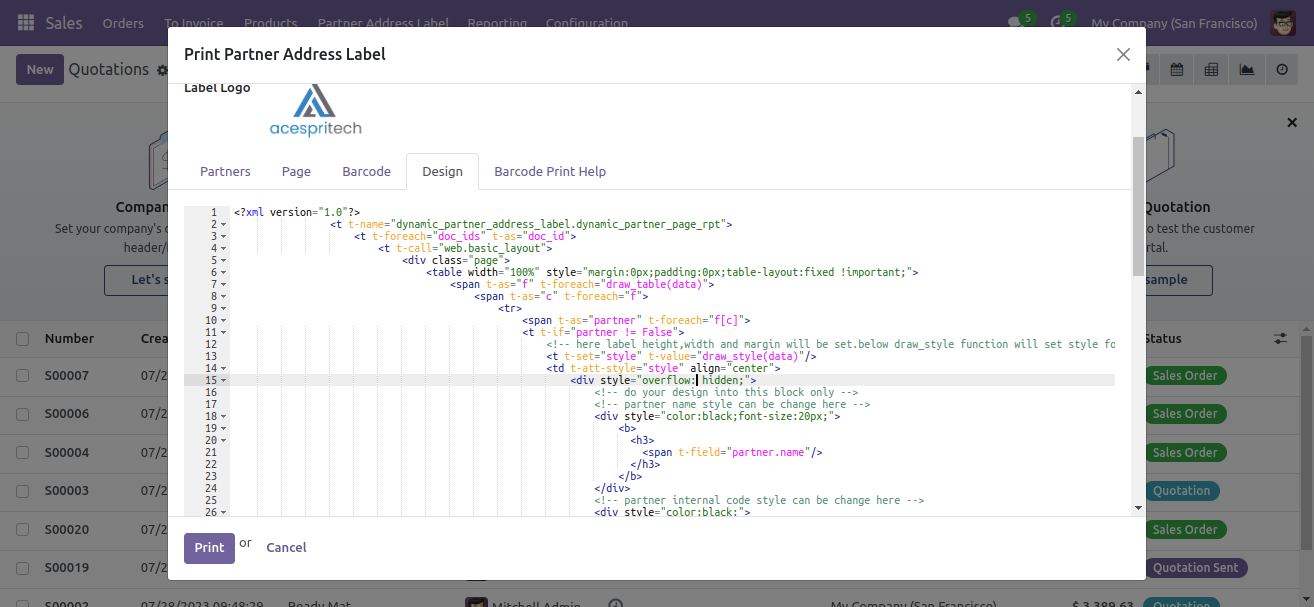 Sales Orders To Invoice Products Partner Address Label Reporting Configuration 5 5 My Company (San Francisco)
New Quotations
Print Partner Address Label
Label Logo
acespritech
Partners Page Barcode Design Barcode Print Help
Compan
Set your company's
header/
Let's s
Quotation
to test the customer
rtal.
sample
1 <?xml version="1.0"?>
2 <t t-name="dynamic_partner_address_label.dynamic_partner_page_rpt">
3 <t t-foreach="doc_ids" t-as="doc_id">
4 <t t-call="web.basic_layout">
5 <div class="page">
6 <table width="100%" style="margin:0px;padding:0px;table-layout:fixed !important;">
7 <span t-as="f" t-foreach="draw_table(data)">
8 <span t-as="c" t-foreach="f">
9 <tr>
10 <span t-as="partner" t-foreach="f[c]">
11 <t t-if="partner != False">
12 <!-- here label height,width and margin will be set.below draw_style function will set style fo
13 <t t-set="style" t-value="draw_style(data)"/>
14 <td t-att-style="style" align="center">
15 <div style="overflow: hidden;">
16 <!-- do your design into this block only -->
17 <!-- partner name style can be change here -->
18 <div style="color:black;font-size:20px;">
19 <b>
20 <h3>
21 <span t-field="partner.name"/>
22 </h3>
23 </b>
24 </div>
25 <!-- partner internal code style can be change here -->
26 <div style="color:black;">
Number Crea Status
S00007 07/2 Sales Order
S00006 07/2 Sales Order
S00004 07/2 Sales Order
S00003 07/2 Quotation
S00020 07/2 Sales Order
S00019 07/2 Quotation Sent
S00002 07/28/2023 09:48:29 Ready Mat Mitchell Admin My Company (San Francisco) $ 3,389.63 Quotation
Print or Cancel